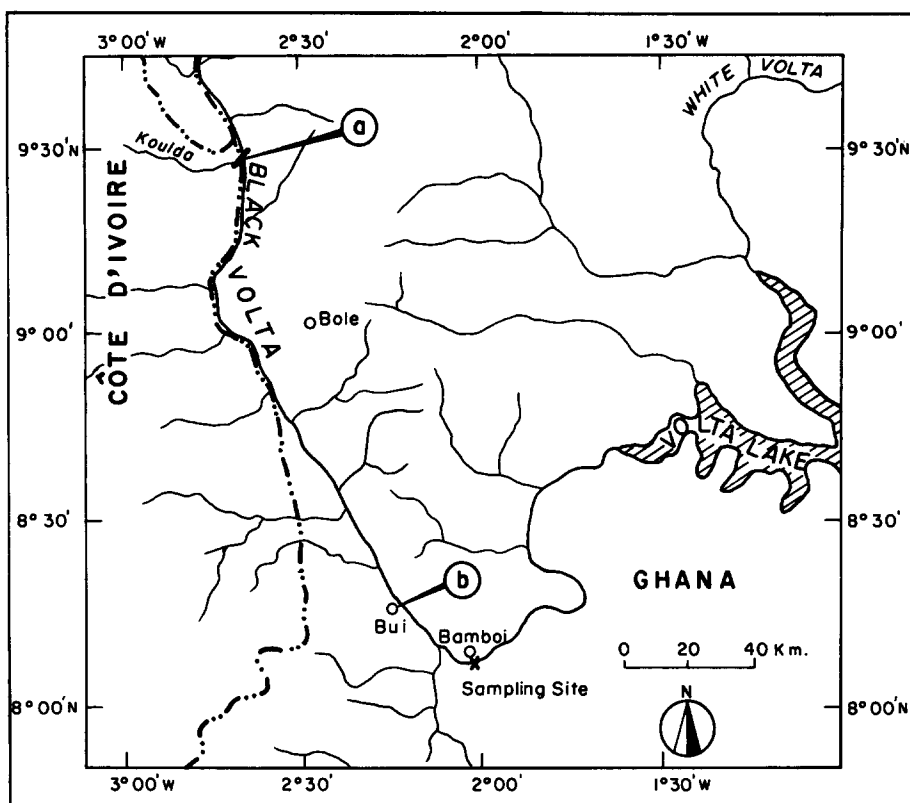 3°00'W
2°30'
2°00'
1°30'
WHITE VOLTA
9°30'N
Koulda
a
9°30'
BLACK VOLTA
CÔTE D'IVOIRE
Bole
9°00'
9°00'
VOLTA LAKE
8°30'
8°30'
b
GHANA
Bui
Bamboi
0 20 40 Km.
Sampling Site
N
8°00'N
8°00'N
3°00'W
2°30'
2°00'
1°30'